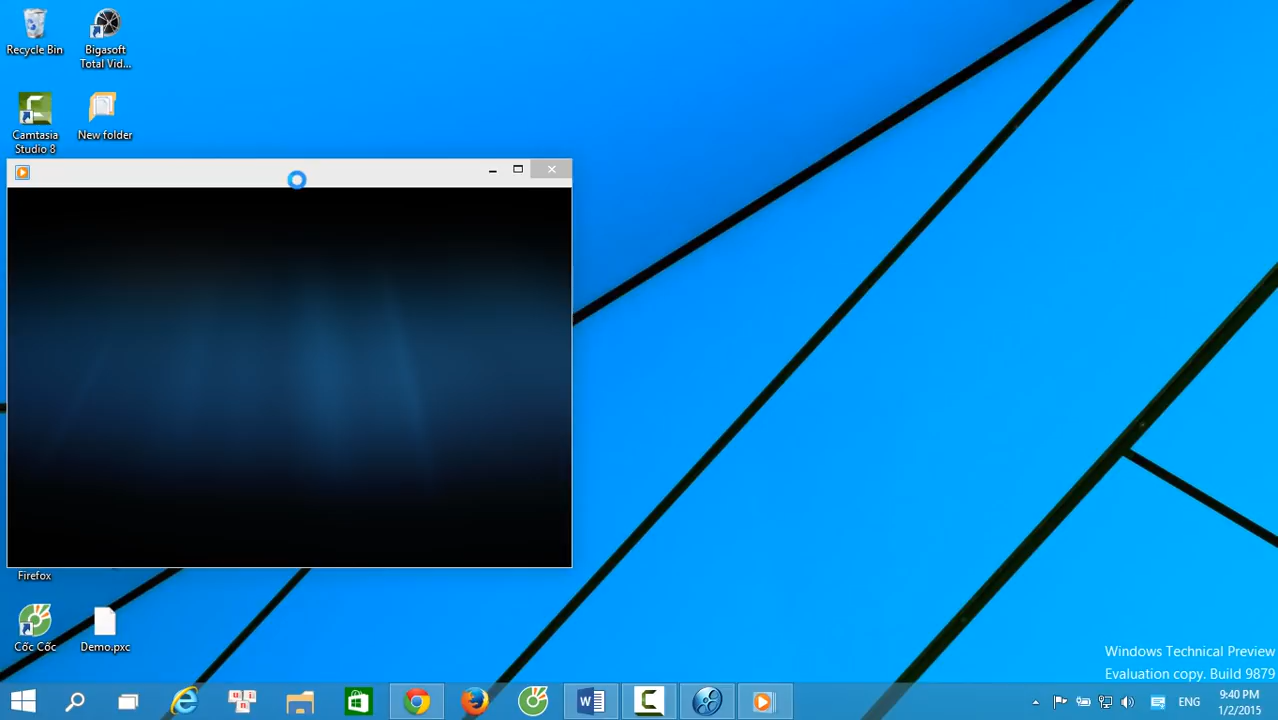 Recycle Bin
Bigasoft
Total Vid...
Camtasia
Studio 8
New folder
Firefox
Cốc Cốc
Demo.pxc
Windows Technical Preview
Evaluation copy. Build 9879
ENG
9:40 PM
1/2/2015